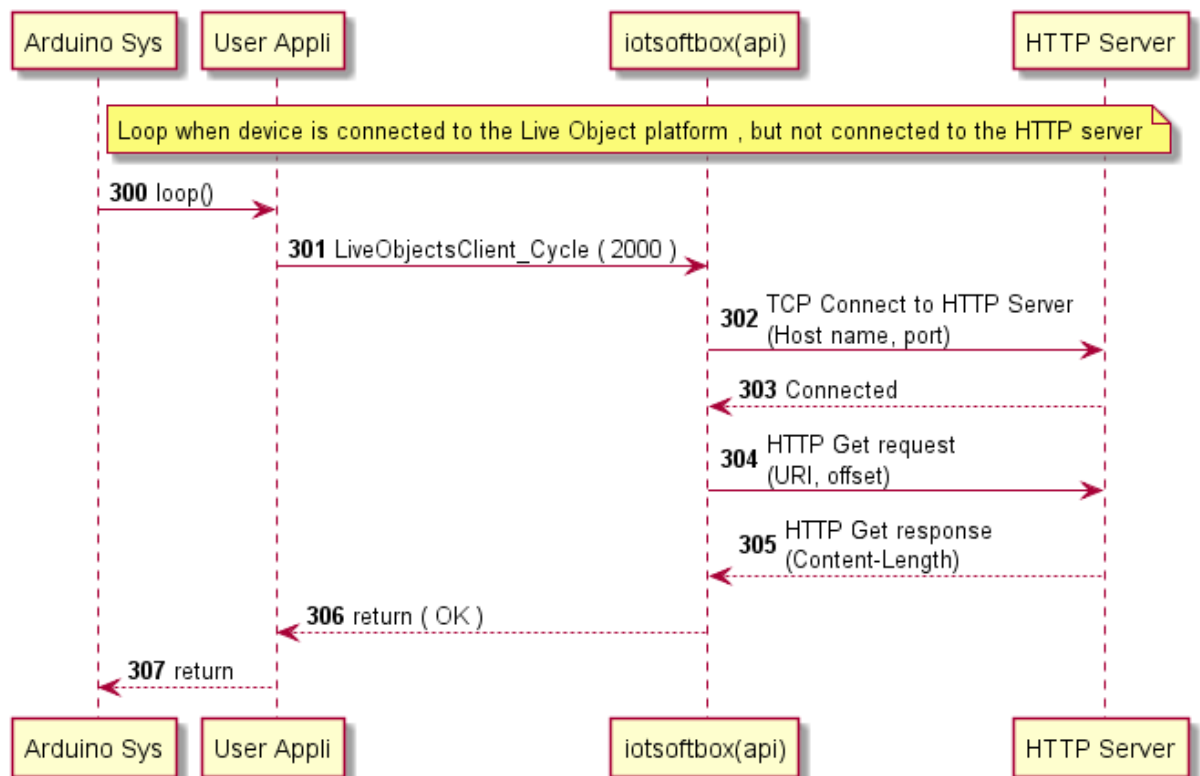 Arduino Sys
User Appli
iotsoftbox(api)
HTTP Server
Loop when device is connected to the Live Object platform , but not connected to the HTTP server
300 loop()
301 LiveObjectsClient_Cycle ( 2000 )
302 TCP Connect to HTTP Server
(Host name, port)
303 Connected
304 HTTP Get request
(URI, offset)
305 HTTP Get response
(Content-Length)
306 return ( OK )
307 return
Arduino Sys
User Appli
iotsoftbox(api)
HTTP Server